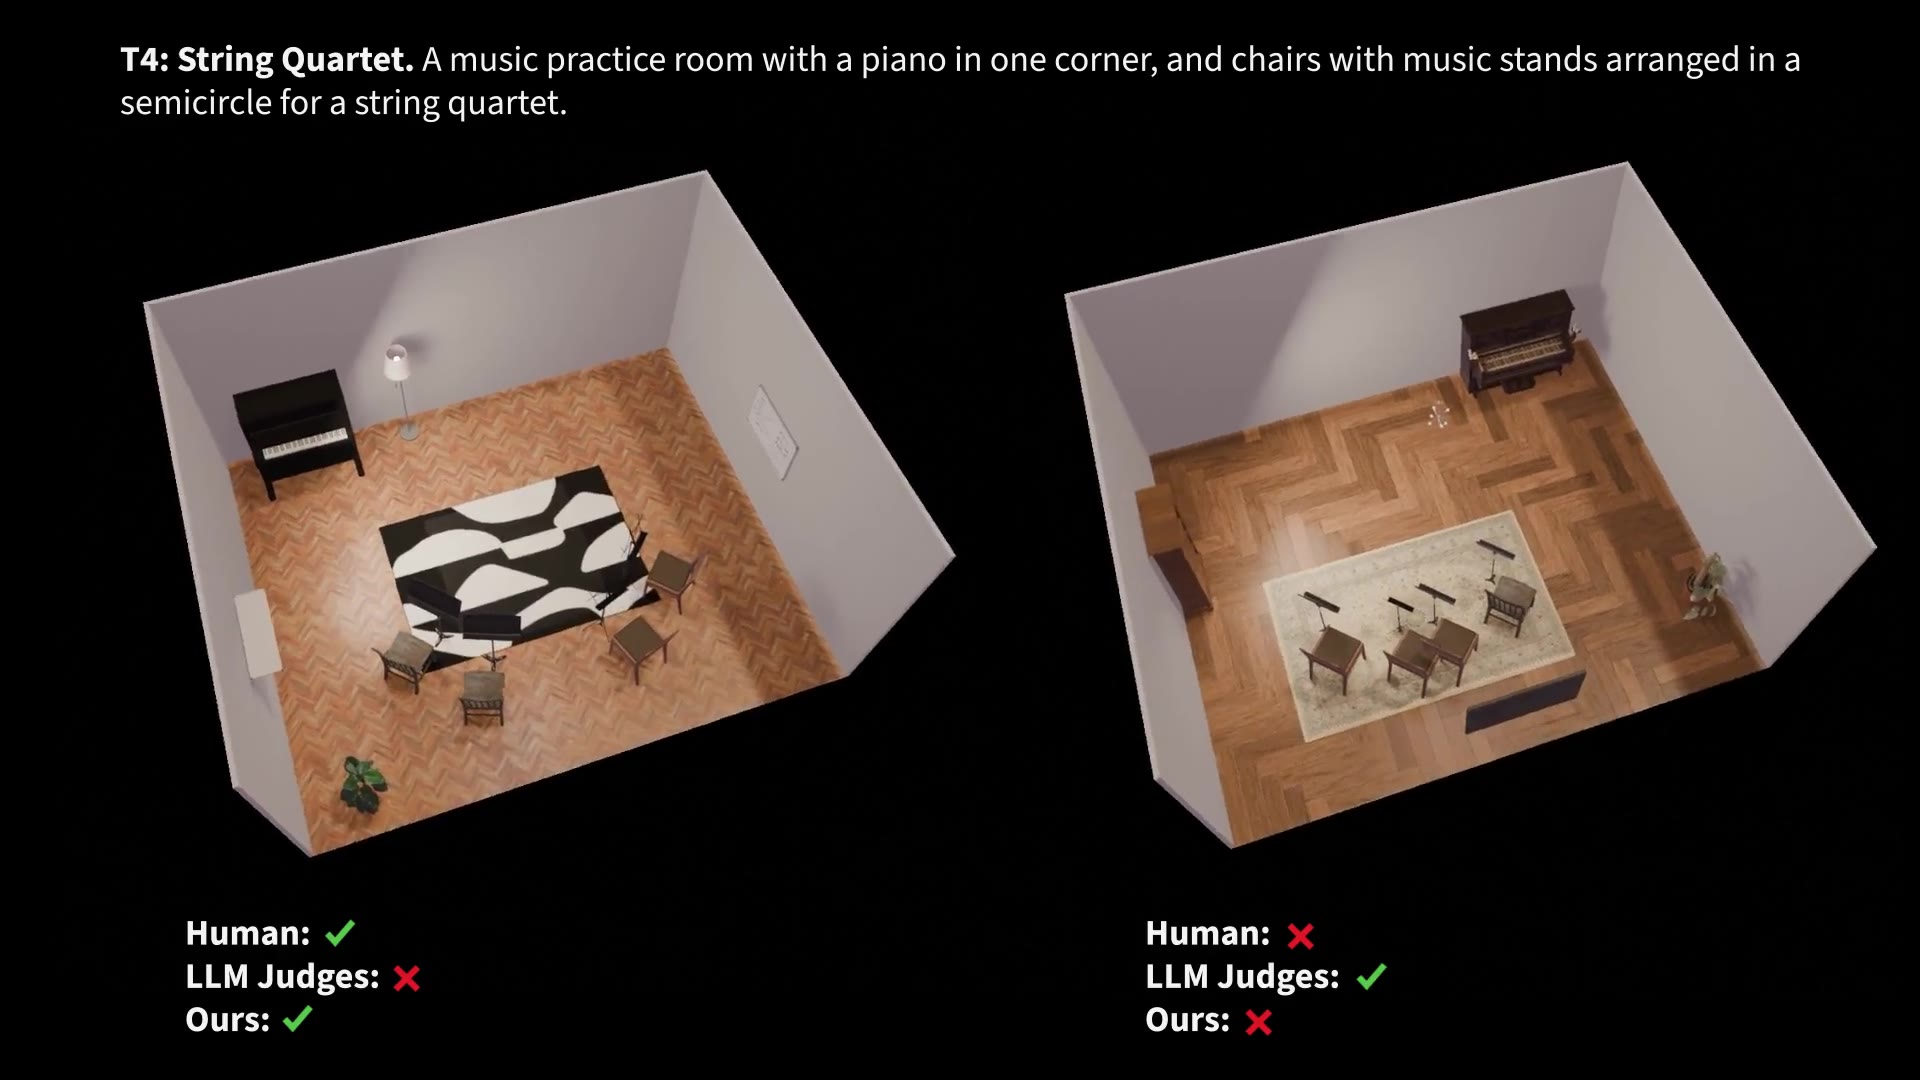 T4: String Quartet. A music practice room with a piano in one corner, and chairs with music stands arranged in a
semicircle for a string quartet.
Human: ✓
LLM Judges: ✗
Ours: ✓
Human: ✗
LLM Judges: ✓
Ours: ✗